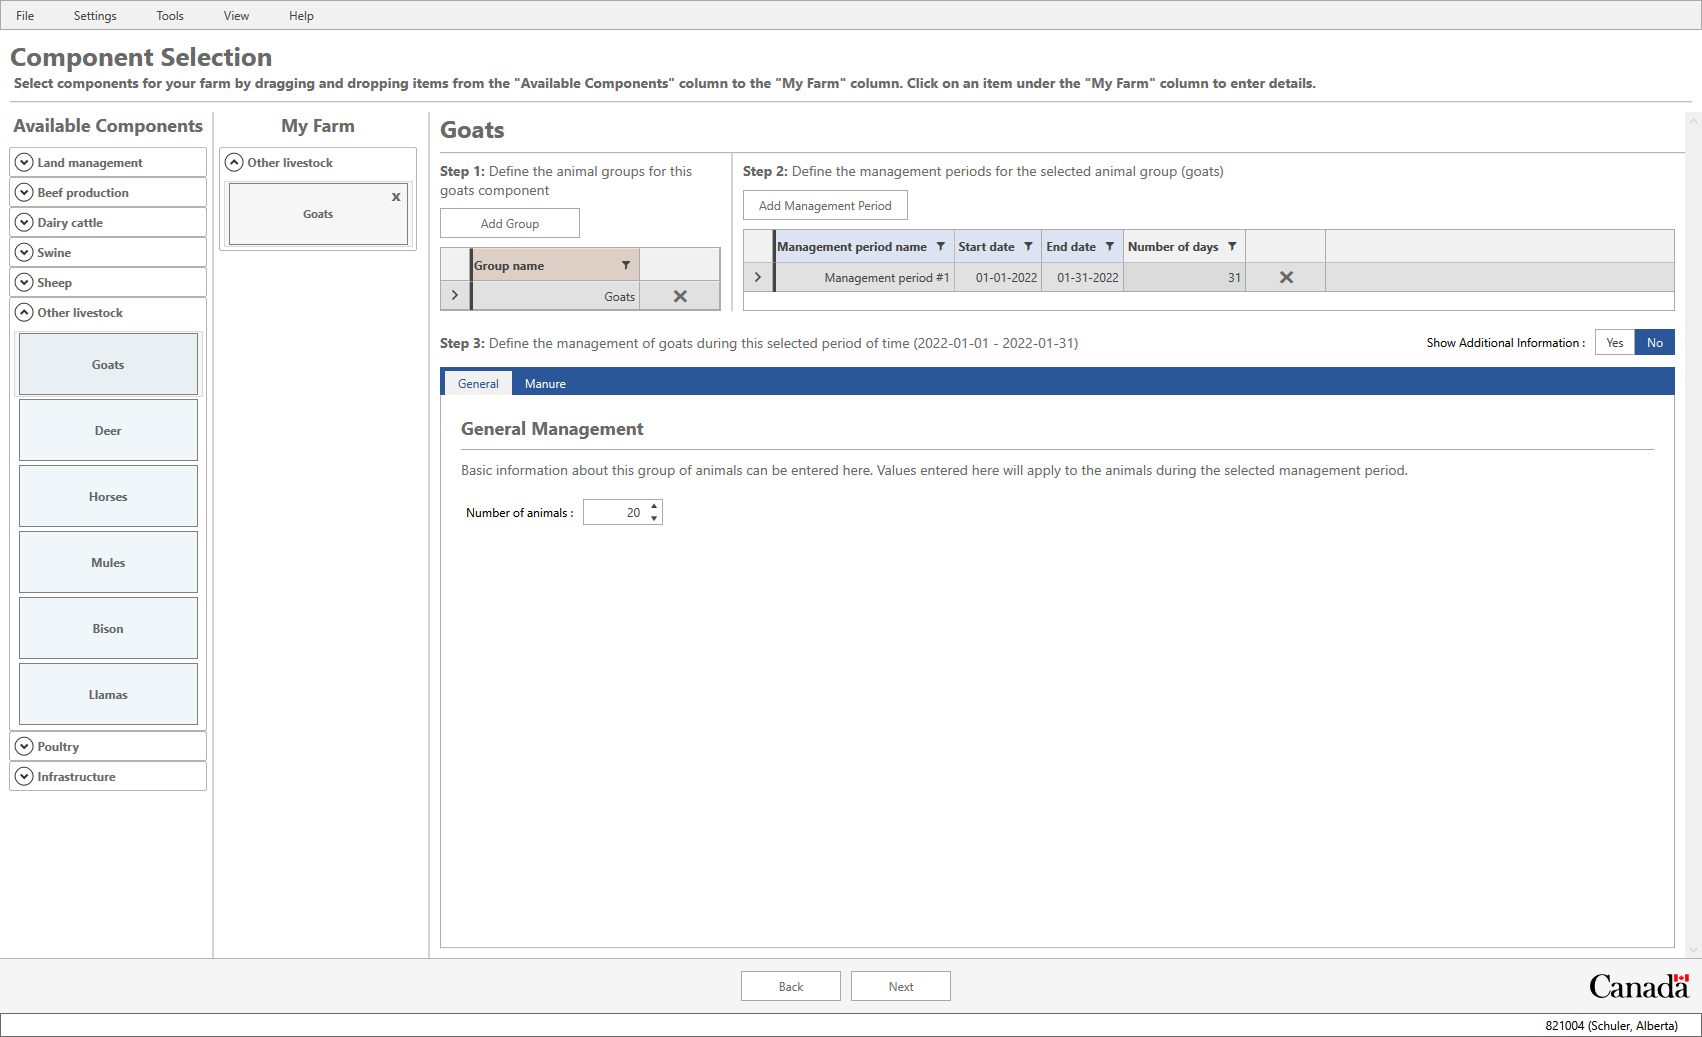 File Settings Tools View Help
Component Selection
Select components for your farm by dragging and dropping items from the "Available Components" column to the "My Farm" column. Click on an item under the "My Farm" column to enter details.
Available Components
Land management
Beef production
Dairy cattle
Swine
Sheep
Other livestock
Goats
Deer
Horses
Mules
Bison
Llamas
Poultry
Infrastructure
My Farm
Other livestock
x
Goats
Goats
Step 1: Define the animal groups for this
goats component
Add Group
Group name
Goats
Step 2: Define the management periods for the selected animal group (goats)
Add Management Period
Management period name Start date End date Number of days
Management period #1 01-01-2022 01-31-2022 31
Step 3: Define the management of goats during this selected period of time (2022-01-01 - 2022-01-31)
Show Additional Information : Yes No
General Manure
General Management
Basic information about this group of animals can be entered here. Values entered here will apply to the animals during the selected management period.
Number of animals : 20
Back Next
Canada
821004 (Schuler, Alberta)